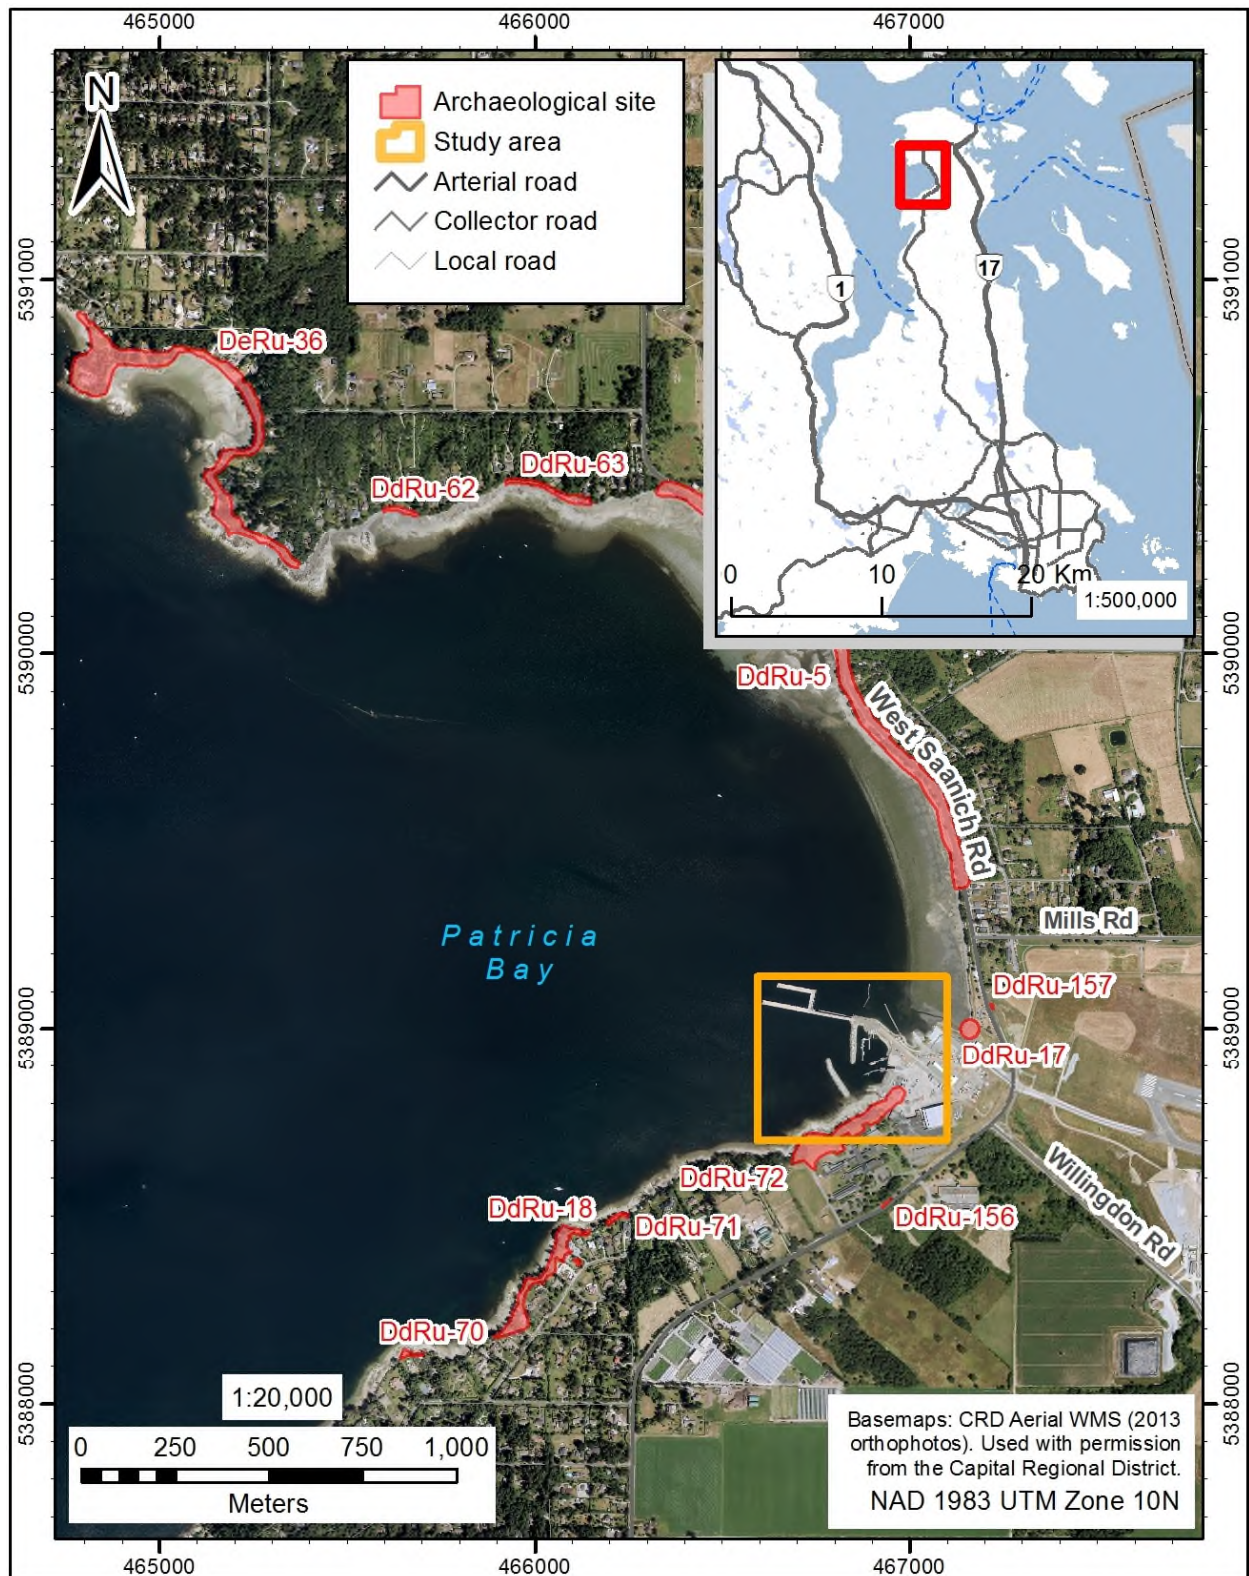 465000
466000
467000
N
Archaeological site
Study area
Arterial road
Collector road
Local road
1
17
0
10
20 Km
1:500,000
5391000
5391000
DeRu-36
DdRu-62
DdRu-63
5390000
5390000
DdRu-5
West Saanich Rd
Mills Rd
Patricia
Bay
DdRu-157
5389000
5389000
DdRu-17
DdRu-72
DdRu-18
DdRu-71
DdRu-156
Willingdon Rd
DdRu-70
5388000
5388000
1:20,000
0 250 500 750 1,000
Meters
Basemaps: CRD Aerial WMS (2013
orthophotos). Used with permission
from the Capital Regional District.
NAD 1983 UTM Zone 10N
465000
466000
467000